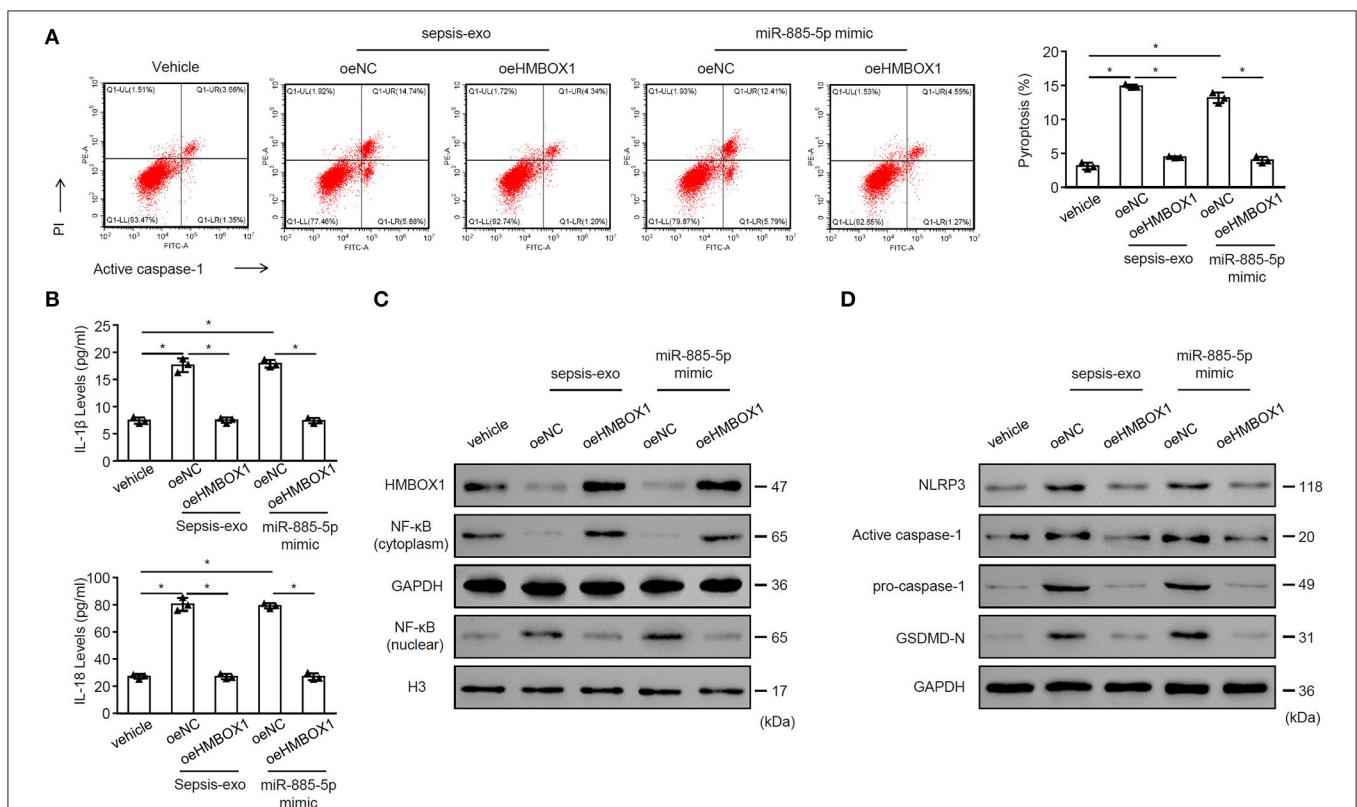 A
sepsis-exo
miR-885-5p mimic
Vehicle
oeNC
oeHMBOX1
oeNC
oeHMBOX1
Q1-UL(1.51%)
Q1-UR(3.66%)
Q1-LL(93.47%)
Q1-LR(1.35%)
Q1-UL(1.92%)
Q1-UR(14.74%)
Q1-LL(77.46%)
Q1-LR(5.88%)
Q1-UL(1.72%)
Q1-UR(4.34%)
Q1-LL(92.74%)
Q1-LR(1.20%)
Q1-UL(1.93%)
Q1-UR(12.41%)
Q1-LL(79.87%)
Q1-LR(5.79%)
Q1-UL(1.53%)
Q1-UR(4.55%)
Q1-LL(92.65%)
Q1-LR(1.27%)
PE-A
PE-A
PE-A
PE-A
PE-A
FITC-A
FITC-A
FITC-A
FITC-A
FITC-A
PI
Active caspase-1
Pyroptosis (%)
20
15
10
5
0
*
* * *
vehicle
oeNC
oeHMBOX1
oeNC
oeHMBOX1
sepsis-exo
miR-885-5p
mimic
B
IL-1β Levels (pg/ml)
25
20
15
10
5
0
*
* * *
vehicle
oeNC
oeHMBOX1
oeNC
oeHMBOX1
Sepsis-exo
miR-885-5p
mimic
IL-18 Levels (pg/ml)
100
80
60
40
20
0
*
* * *
vehicle
oeNC
oeHMBOX1
oeNC
oeHMBOX1
Sepsis-exo
miR-885-5p
mimic
C
sepsis-exo
miR-885-5p
mimic
vehicle
oeNC
oeHMBOX1
oeNC
oeHMBOX1
HMBOX1
47
NF-κB
(cytoplasm)
65
GAPDH
36
NF-κB
(nuclear)
65
H3
17
(kDa)
D
sepsis-exo
miR-885-5p
mimic
vehicle
oeNC
oeHMBOX1
oeNC
oeHMBOX1
NLRP3
118
Active caspase-1
20
pro-caspase-1
49
GSDMD-N
31
GAPDH
36
(kDa)